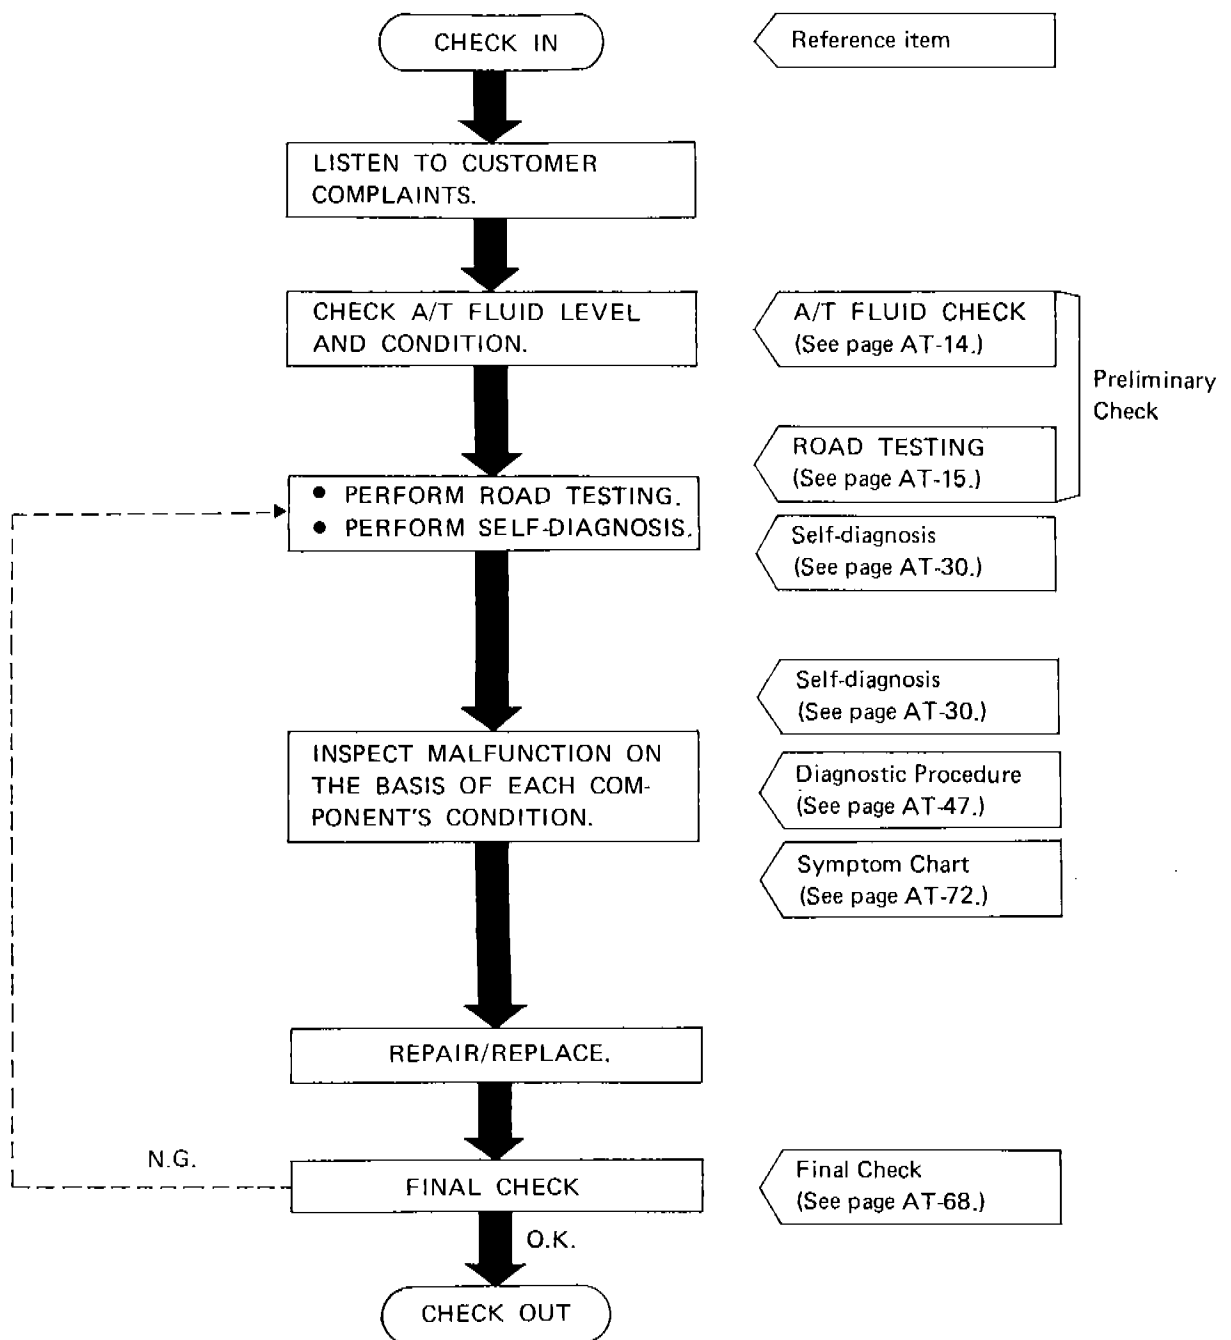 CHECK IN
Reference item
LISTEN TO CUSTOMER
COMPLAINTS.
CHECK A/T FLUID LEVEL
AND CONDITION.
A/T FLUID CHECK
(See page AT-14.)
Preliminary
Check
ROAD TESTING
(See page AT-15.)
● PERFORM ROAD TESTING.
● PERFORM SELF-DIAGNOSIS.
Self-diagnosis
(See page AT-30.)
Self-diagnosis
(See page AT-30.)
INSPECT MALFUNCTION ON
THE BASIS OF EACH COM-
PONENT'S CONDITION.
Diagnostic Procedure
(See page AT-47.)
Symptom Chart
(See page AT-72.)
REPAIR/REPLACE.
N.G.
FINAL CHECK
Final Check
(See page AT-68.)
O.K.
CHECK OUT